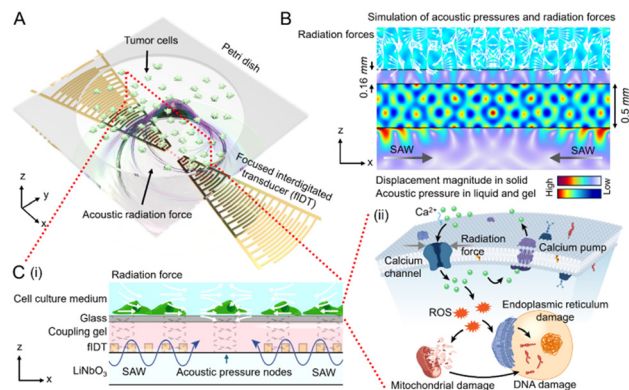 A
Tumor cells
Petri dish
Focused interdigitated
transducer (fIDT)
Acoustic radiation force
z
y
x
B
Simulation of acoustic pressures and radiation forces
Radiation forces
0.16 mm
0.5 mm
SAW
SAW
z
x
Displacement magnitude in solid
Acoustic pressure in liquid and gel
High
Low
C (i)
Radiation force
Cell culture medium
Glass
Coupling gel
fIDT
LiNbO3
SAW
Acoustic pressure nodes
SAW
z
x
(ii)
Ca2+
Radiation
force
Calcium
channel
Calcium pump
ROS
Endoplasmic reticulum
damage
Mitochondrial damage
DNA damage